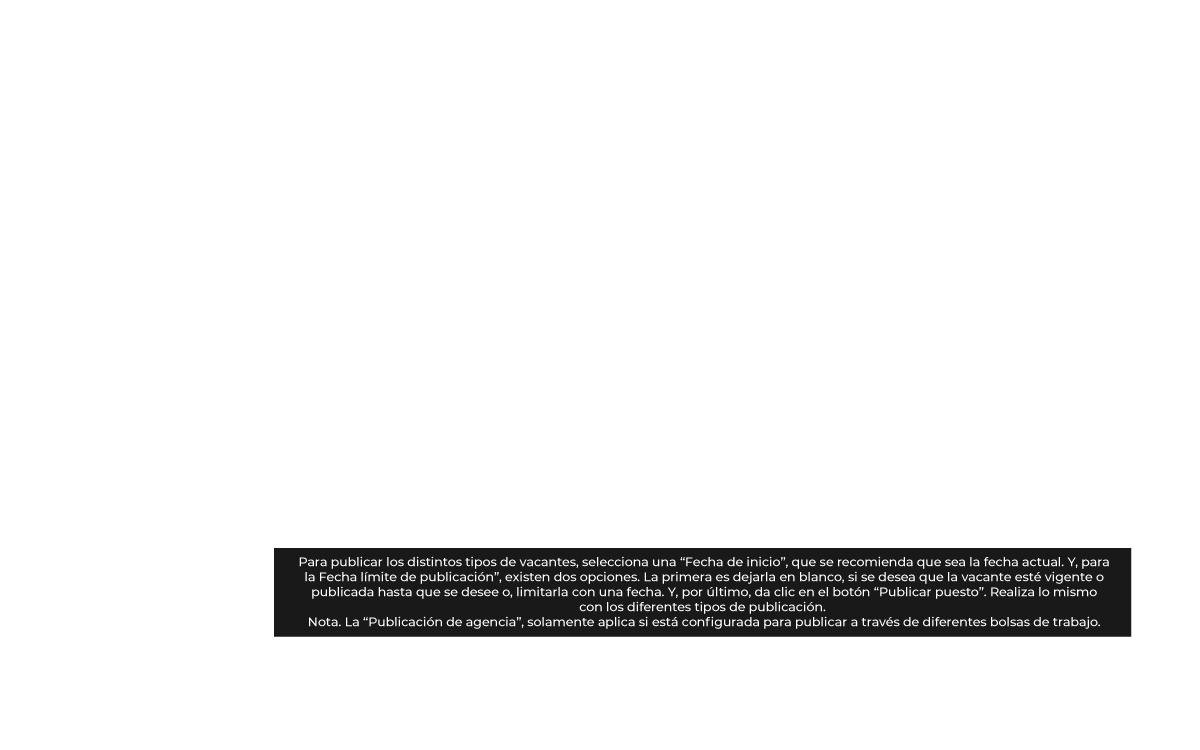 Para publicar los distintos tipos de vacantes, selecciona una “Fecha de inicio”, que se recomienda que sea la fecha actual. Y, para
la Fecha límite de publicación”, existen dos opciones. La primera es dejarla en blanco, si se desea que la vacante esté vigente o
publicada hasta que se desee o, limitarla con una fecha. Y, por último, da clic en el botón “Publicar puesto”. Realiza lo mismo
con los diferentes tipos de publicación.
Nota. La “Publicación de agencia”, solamente aplica si está configurada para publicar a través de diferentes bolsas de trabajo.